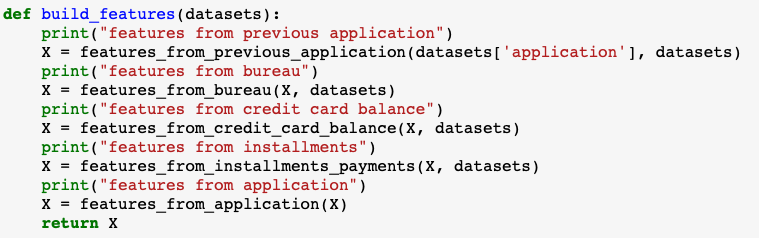 def build_features(datasets):
    print("features from previous application")
    X = features_from_previous_application(datasets['application'], datasets)
    print("features from bureau")
    X = features_from_bureau(X, datasets)
    print("features from credit card balance")
    X = features_from_credit_card_balance(X, datasets)
    print("features from installments")
    X = features_from_installments_payments(X, datasets)
    print("features from application")
    X = features_from_application(X)
    return X